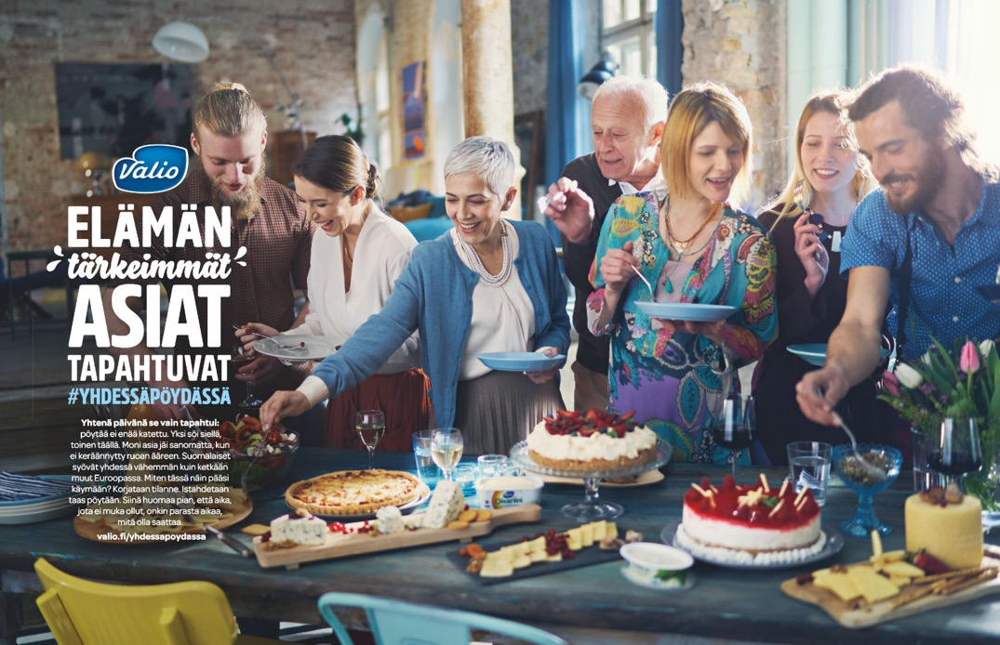 Valio
ELÄMÄN
tärkeimmät
ASIAT
TAPAHTUVAT
#YHDESSÄPÖYDÄSSÄ
Yhtenä päivänä se vain tapahtui:
pöytää ei enää katettu. Yksi söi siellä,
toinen täällä. Moni asia jäi sanomatta, kun
ei keräännytty ruoan ääreen. Suomalaiset
syövät yhdessä vähemmän kuin ketkään
muut Euroopassa. Miten tässä näin pääsi
käymään? Korjataan tilanne. Istahdetaan
taas pöytään. Siinä huomaa pian, että aika,
jota ei muka ollut, onkin parasta aikaa,
mitä olla saattaa.
valio.fi/yhdessapoydassa
Valio
Oivariini